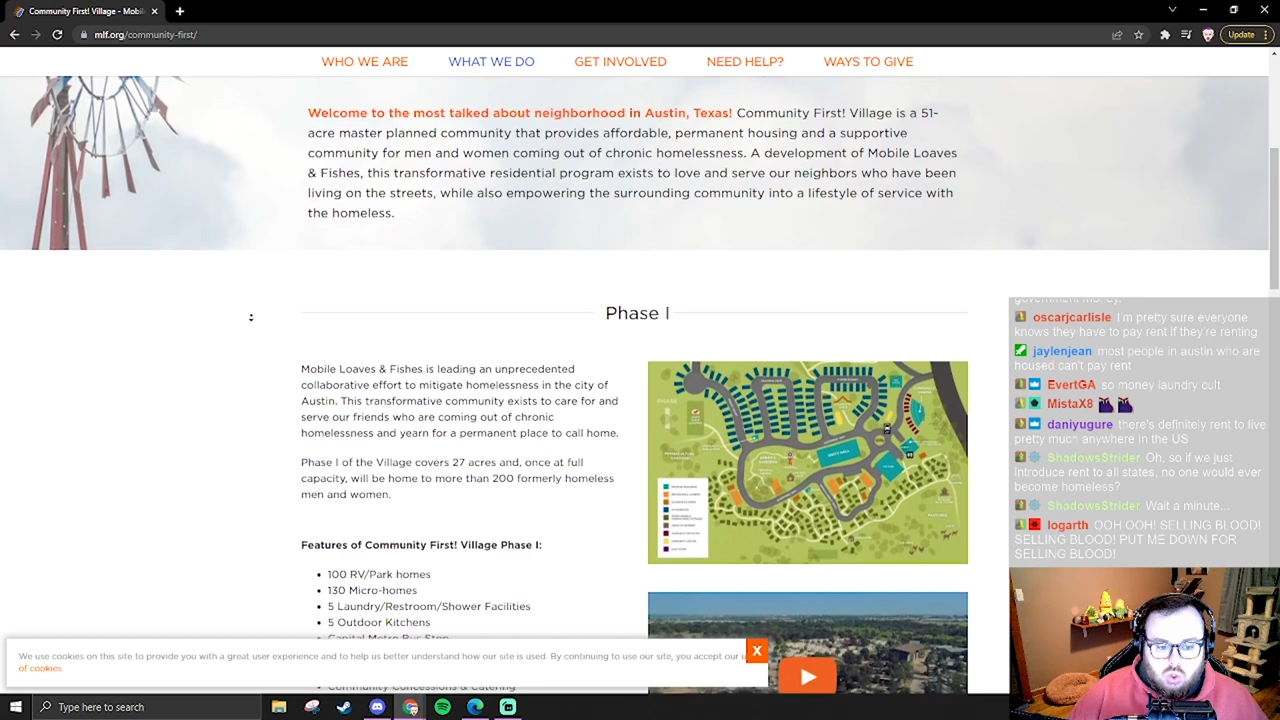 Community First! Village - Mobil
mlf.org/community-first/
Update
WHO WE ARE
WHAT WE DO
GET INVOLVED
NEED HELP?
WAYS TO GIVE
Welcome to the most talked about neighborhood in Austin, Texas! Community First! Village is a 51-
acre master planned community that provides affordable, permanent housing and a supportive
community for men and women coming out of chronic homelessness. A development of Mobile Loaves
& Fishes, this transformative residential program exists to love and serve our neighbors who have been
living on the streets, while also empowering the surrounding community into a lifestyle of service with
the homeless.
Phase I
Mobile Loaves & Fishes is leading an unprecedented
collaborative effort to mitigate homelessness in the city of
Austin. This transformative community exists to care for and
serve our friends who are coming out of chronic
homelessness and yearn for a permanent place to call home.
Phase I of the Village covers 27 acres and, once at full
capacity, will be home to more than 200 formerly homeless
men and women.
Features of Community First! Village Phase I:
• 100 RV/Park homes
• 130 Micro-homes
• 5 Laundry/Restroom/Shower Facilities
• 5 Outdoor Kitchens
• Capital Metro Bus Stop
Community Concessions & Catering
We use cookies on this site to provide you with a great user experience and to help us better understand how our site is used. By continuing to use our site, you accept our u
of cookies.
X
government money.
oscarjcarlisle I'm pretty sure everyone
knows they have to pay rent if they're renting
jaylenjean most people in austin who are
housed can't pay rent
EvertGA so money laundry cult
MistaX8
daniyugure there's definitely rent to live
pretty much anywhere in the US
ShadowsStrider Oh, so if we just
introduce rent to all states, no one would ever
become homeless?
ShadowsStrider Wait a minute...
logarth OOH OOH! SELLING BLOOD!
SELLING BLOOD! PUT ME DOWN FOR
SELLING BLOOD!
Type here to search